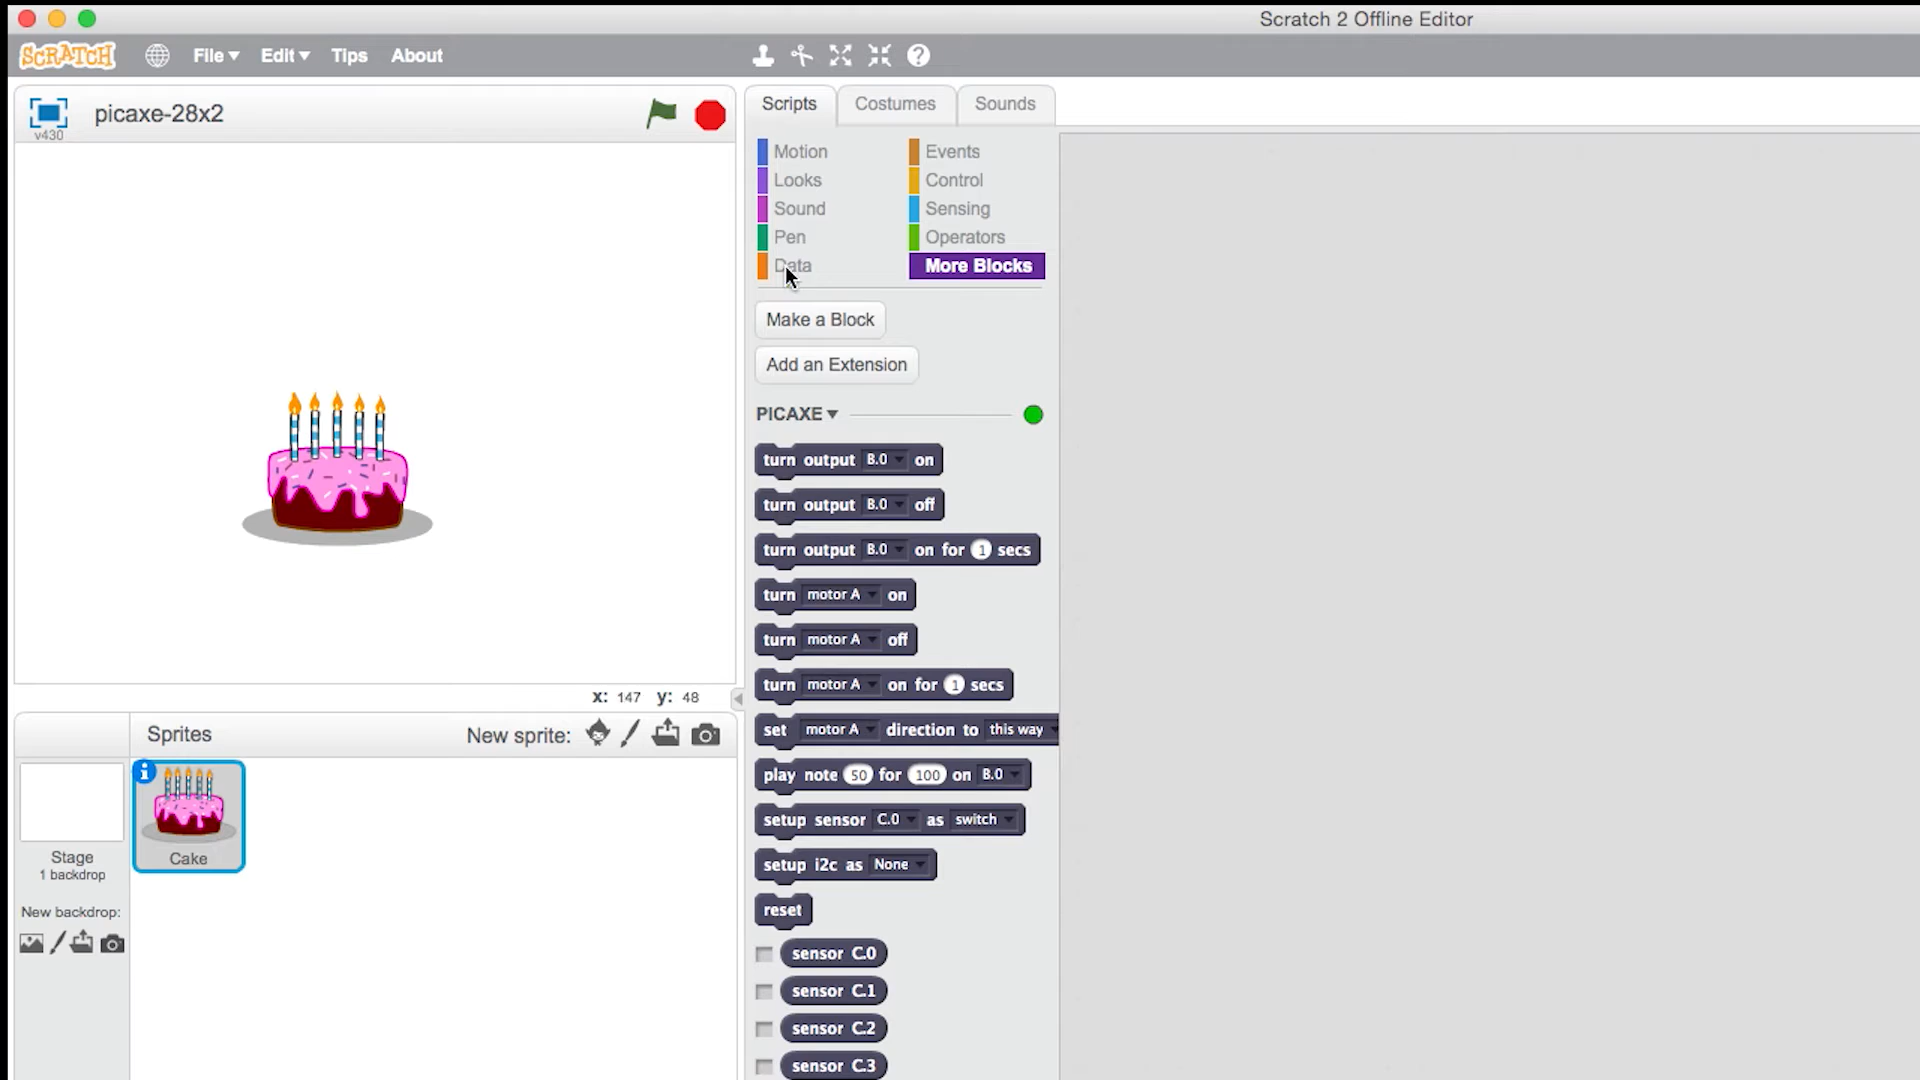 Scratch 2 Offline Editor
SCRATCH File Edit Tips About
v430 picaxe-28x2
Scripts Costumes Sounds
Motion Events
Looks Control
Sound Sensing
Pen Operators
Data More Blocks
Make a Block
Add an Extension
PICAXE
turn output B.0 on
turn output B.0 off
turn output B.0 on for 1 secs
turn motor A on
turn motor A off
turn motor A on for 1 secs
set motor A direction to this way
play note 50 for 100 on B.0
setup sensor C.0 as switch
setup i2c as None
reset
sensor C.0
sensor C.1
sensor C.2
sensor C.3
x: 147 y: 48
Sprites New sprite:
Cake
Stage
1 backdrop
New backdrop: